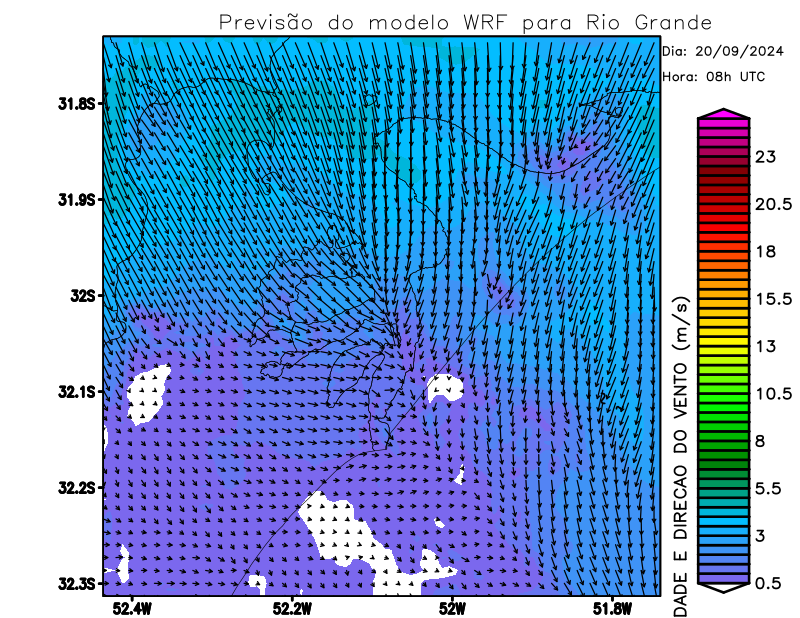 Previsão do modelo WRF para Rio Grande
Dia: 20/09/2024
Hora: 08h UTC
31.8S
31.9S
32S
32.1S
32.2S
32.3S
52.4W
52.2W
52W
51.8W
23
20.5
18
15.5
13
10.5
8
5.5
3
0.5
DADE E DIRECAO DO VENTO (m/s)